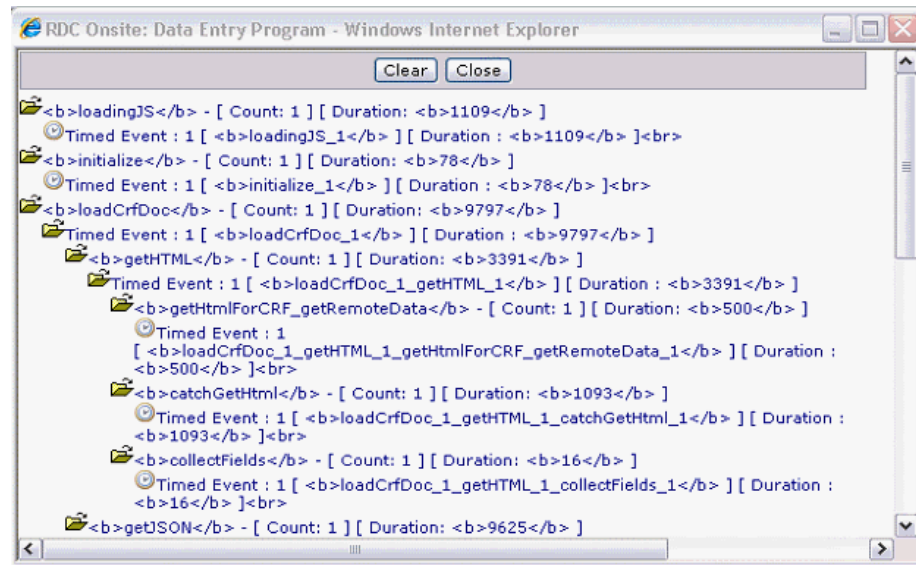 RDC Onsite: Data Entry Program - Windows Internet Explorer
Clear Close
<b>loadingJS</b> - [ Count: 1 ] [ Duration: <b>1109</b> ]
Timed Event : 1 [ <b>loadingJS_1</b> ] [ Duration : <b>1109</b> ]<br>
<b>initialize</b> - [ Count: 1 ] [ Duration: <b>78</b> ]
Timed Event : 1 [ <b>initialize_1</b> ] [ Duration : <b>78</b> ]<br>
<b>loadCrfDoc</b> - [ Count: 1 ] [ Duration: <b>9797</b> ]
Timed Event : 1 [ <b>loadCrfDoc_1</b> ] [ Duration : <b>9797</b> ]
<b>getHTML</b> - [ Count: 1 ] [ Duration: <b>3391</b> ]
Timed Event : 1 [ <b>loadCrfDoc_1_getHTML_1</b> ] [ Duration : <b>3391</b> ]
<b>getHtmlForCRF_getRemoteData</b> - [ Count: 1 ] [ Duration: <b>500</b> ]
Timed Event : 1
[ <b>loadCrfDoc_1_getHTML_1_getHtmlForCRF_getRemoteData_1</b> ] [ Duration :
<b>500</b> ]<br>
<b>catchGetHtml</b> - [ Count: 1 ] [ Duration: <b>1093</b> ]
Timed Event : 1 [ <b>loadCrfDoc_1_getHTML_1_catchGetHtml_1</b> ] [ Duration :
<b>1093</b> ]<br>
<b>collectFields</b> - [ Count: 1 ] [ Duration: <b>16</b> ]
Timed Event : 1 [ <b>loadCrfDoc_1_getHTML_1_collectFields_1</b> ] [ Duration :
<b>16</b> ]<br>
<b>getJSON</b> - [ Count: 1 ] [ Duration: <b>9625</b> ]